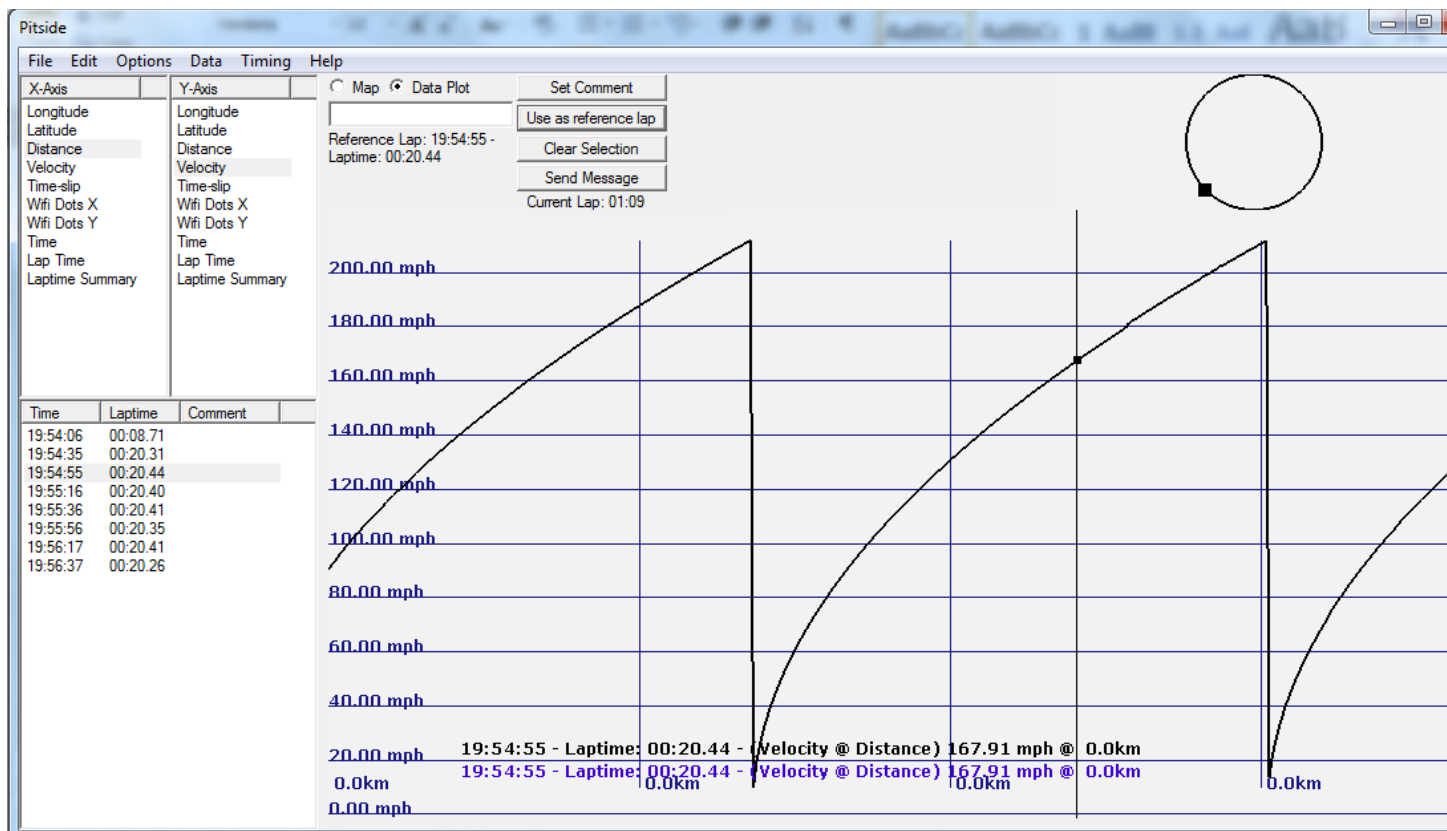 Pitside
File Edit Options Data Timing Help
X-Axis
Longitude
Latitude
Distance
Velocity
Time-slip
Wifi Dots X
Wifi Dots Y
Time
Lap Time
Laptime Summary
Y-Axis
Longitude
Latitude
Distance
Velocity
Time-slip
Wifi Dots X
Wifi Dots Y
Time
Lap Time
Laptime Summary
Map Data Plot
Reference Lap: 19:54:55 -
Laptime: 00:20.44
Set Comment
Use as reference lap
Clear Selection
Send Message
Current Lap: 01:09
Time Laptime Comment
19:54:06 00:08.71
19:54:35 00:20.31
19:54:55 00:20.44
19:55:16 00:20.40
19:55:36 00:20.41
19:55:56 00:20.35
19:56:17 00:20.41
19:56:37 00:20.26
200.00 mph
180.00 mph
160.00 mph
140.00 mph
120.00 mph
100.00 mph
80.00 mph
60.00 mph
40.00 mph
20.00 mph
19:54:55 - Laptime: 00:20.44 - (Velocity @ Distance) 167.91 mph @ 0.0km
19:54:55 - Laptime: 00:20.44 - (Velocity @ Distance) 167.91 mph @ 0.0km
0.0km 0.0km 0.0km 0.0km
0.00 mph